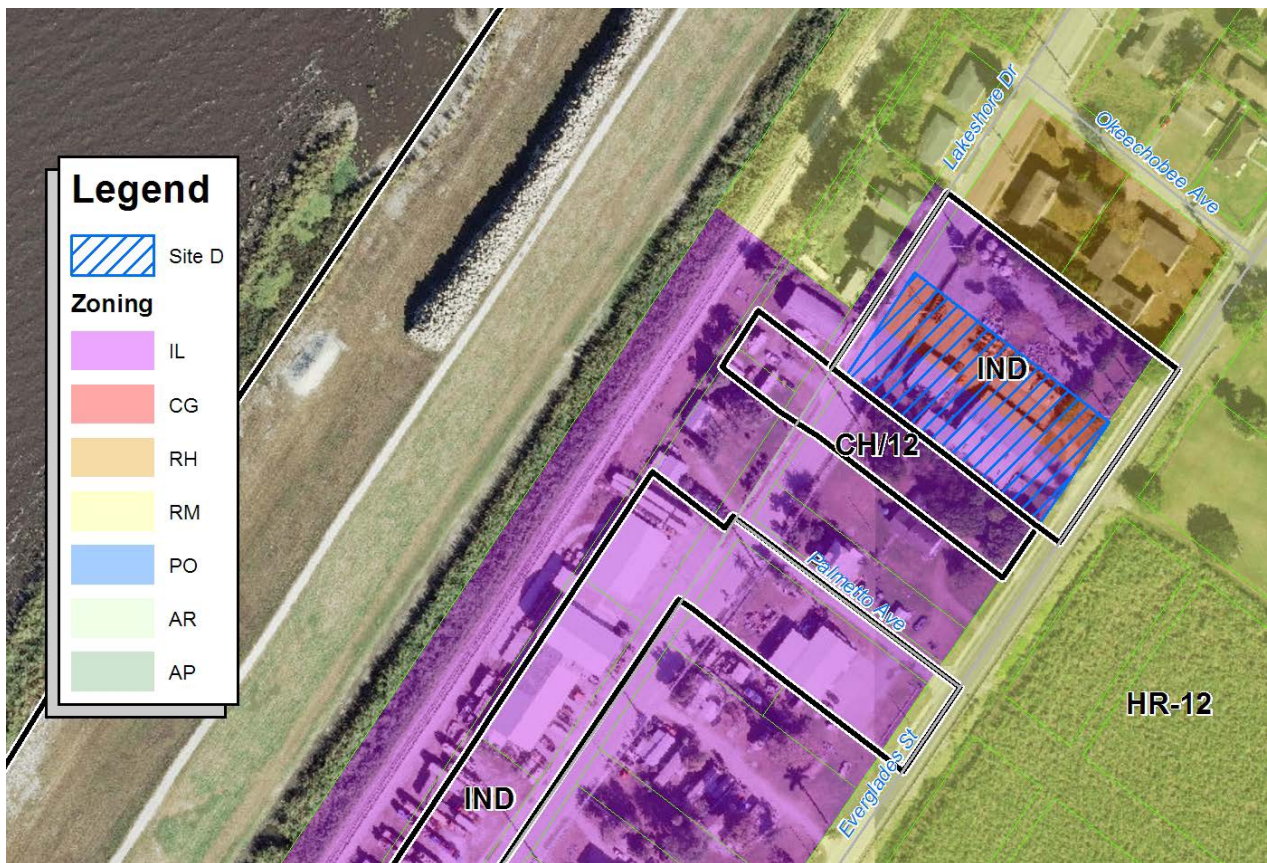 Legend
Site D
Zoning
IL
CG
RH
RM
PO
AR
AP
Lakeshore Dr
Okeechobee Ave
IND
CH/12
Palmetto Ave
HR-12
Everglades St
IND